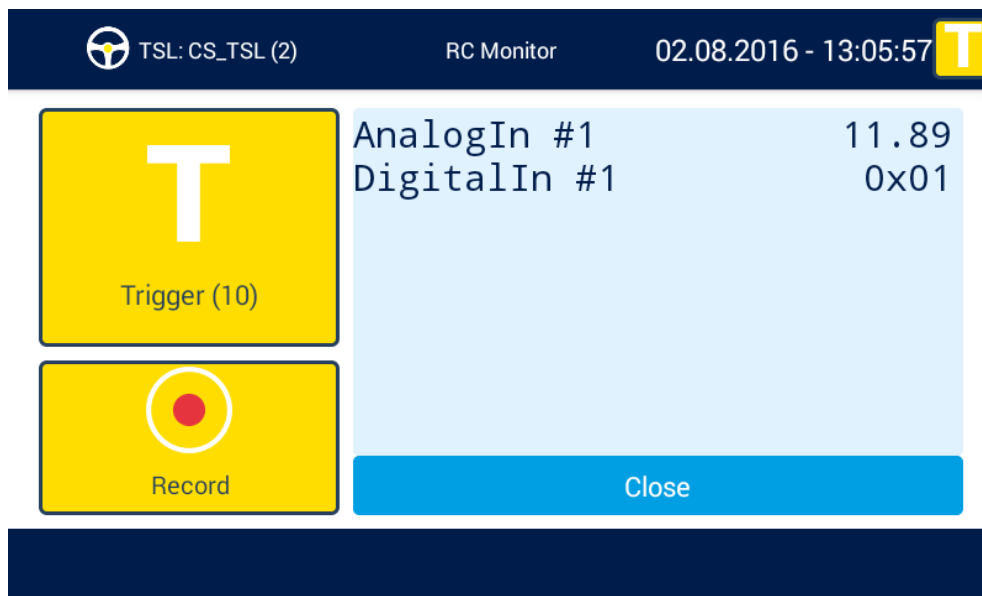 TSL: CS_TSL (2) RC Monitor 02.08.2016 - 13:05:57 T
T
Trigger (10)
Record
AnalogIn #1 11.89
DigitalIn #1 0x01
Close